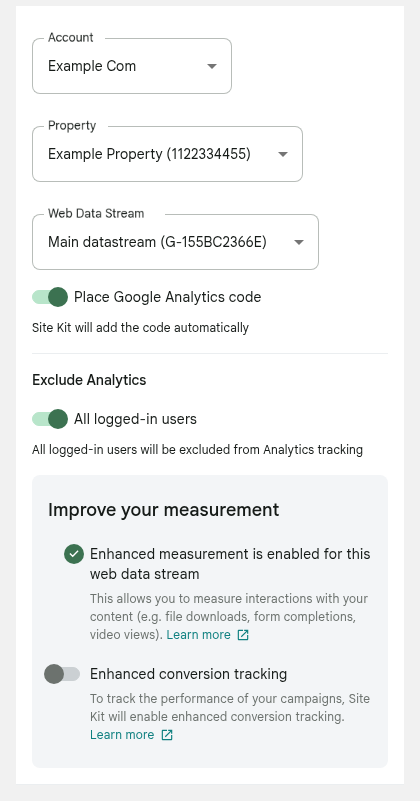 Account
Example Com
Property
Example Property (1122334455)
Web Data Stream
Main datastream (G-155BC2366E)
Place Google Analytics code
Site Kit will add the code automatically
Exclude Analytics
All logged-in users
All logged-in users will be excluded from Analytics tracking
Improve your measurement
Enhanced measurement is enabled for this
web data stream
This allows you to measure interactions with your
content (e.g. file downloads, form completions,
video views). Learn more
Enhanced conversion tracking
To track the performance of your campaigns, Site
Kit will enable enhanced conversion tracking.
Learn more